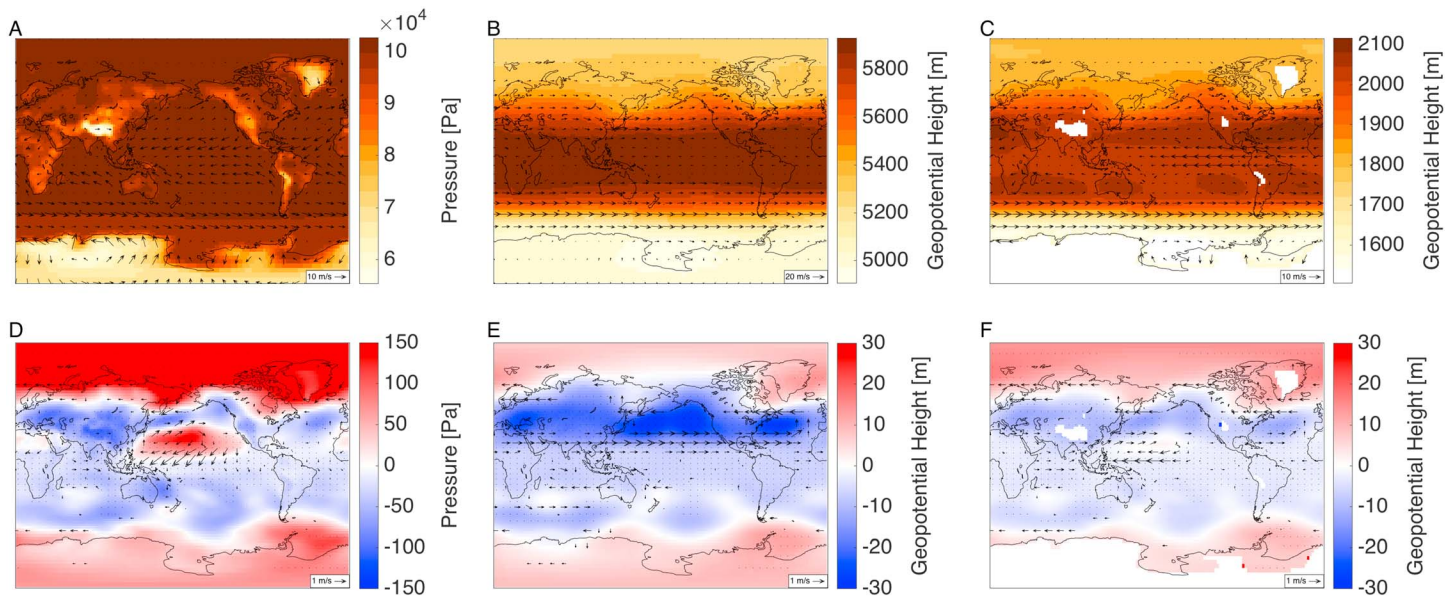 A
×10⁴
10
9
8
7
6
Pressure [Pa]
10 m/s
B
5800
5600
5400
5200
5000
Geopotential Height [m]
20 m/s
C
2100
2000
1900
1800
1700
1600
Geopotential Height [m]
10 m/s
D
150
100
50
0
-50
-100
-150
Pressure [Pa]
1 m/s
E
30
20
10
0
-10
-20
-30
Geopotential Height [m]
1 m/s
F
30
20
10
0
-10
-20
-30
Geopotential Height [m]
1 m/s